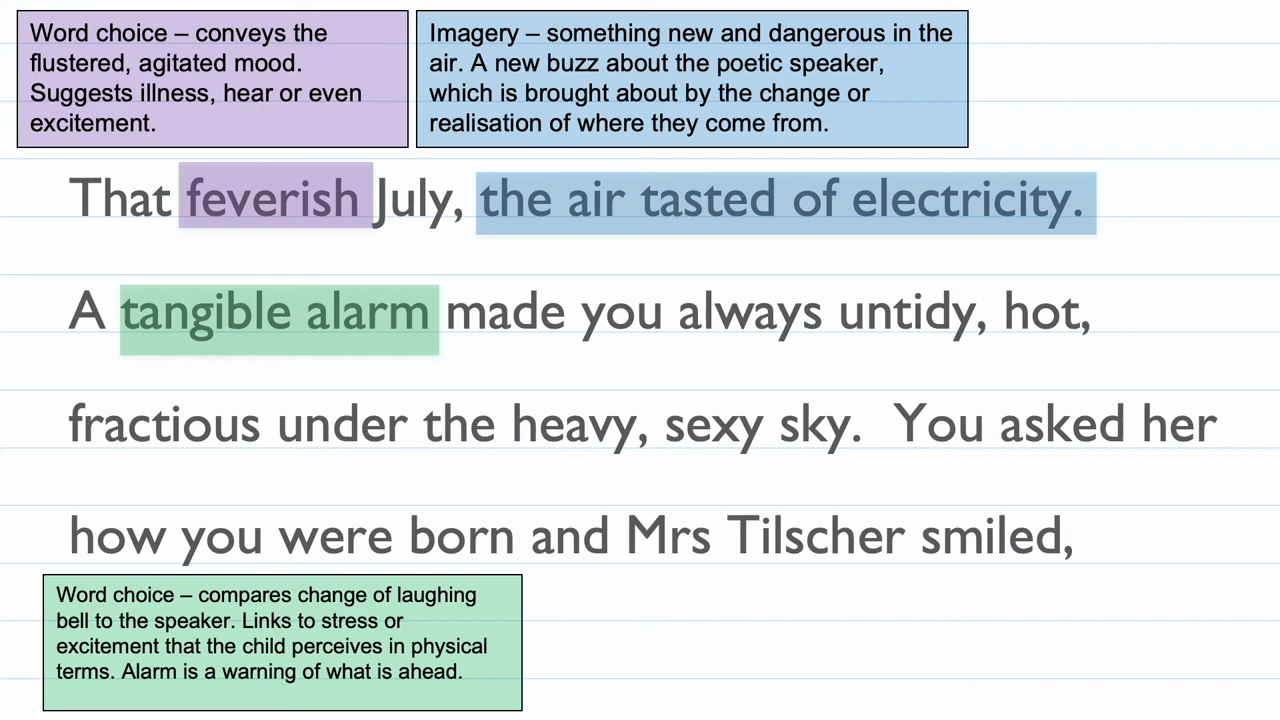 Word choice – conveys the
flustered, agitated mood.
Suggests illness, hear or even
excitement.
Imagery – something new and dangerous in the
air. A new buzz about the poetic speaker,
which is brought about by the change or
realisation of where they come from.
That feverish July, the air tasted of electricity.
A tangible alarm made you always untidy, hot,
fractious under the heavy, sexy sky. You asked her
how you were born and Mrs Tilscher smiled,
Word choice – compares change of laughing
bell to the speaker. Links to stress or
excitement that the child perceives in physical
terms. Alarm is a warning of what is ahead.